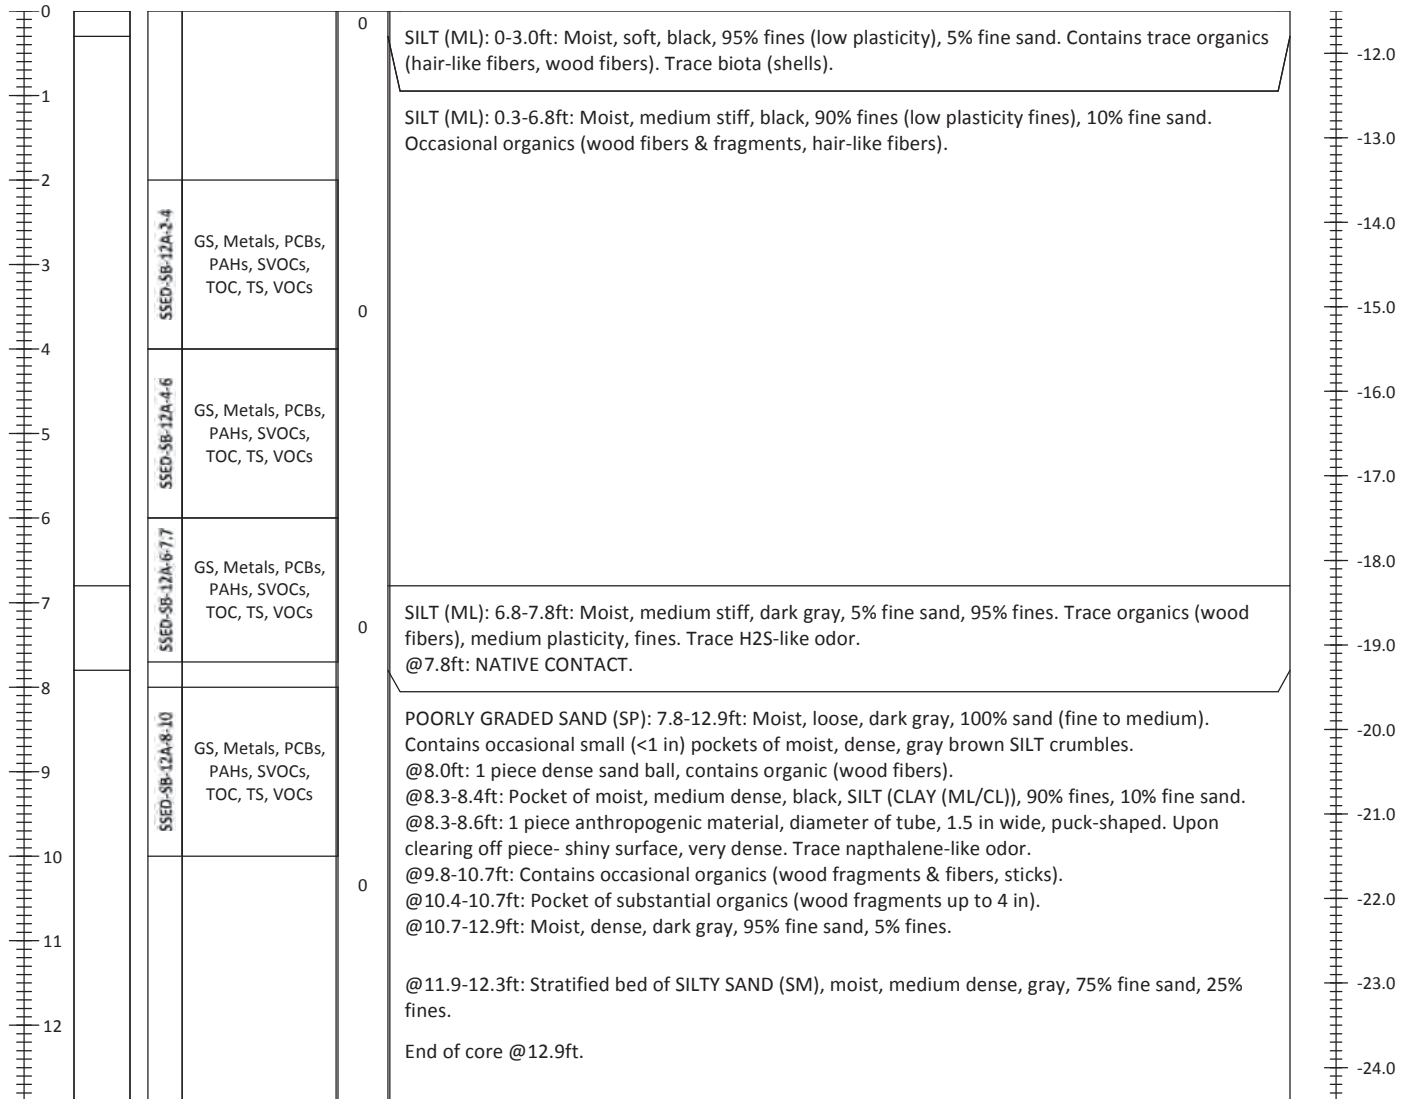 0
1
2
3
4
5
6
7
8
9
10
11
12
SSED-SB-12A-2-4
GS, Metals, PCBs,
PAHs, SVOCs,
TOC, TS, VOCs
SSED-SB-12A-4-6
GS, Metals, PCBs,
PAHs, SVOCs,
TOC, TS, VOCs
SSED-SB-12A-6-7.7
GS, Metals, PCBs,
PAHs, SVOCs,
TOC, TS, VOCs
SSED-SB-12A-8-10
GS, Metals, PCBs,
PAHs, SVOCs,
TOC, TS, VOCs
0
0
0
0
SILT (ML): 0-3.0ft: Moist, soft, black, 95% fines (low plasticity), 5% fine sand. Contains trace organics
(hair-like fibers, wood fibers). Trace biota (shells).
SILT (ML): 0.3-6.8ft: Moist, medium stiff, black, 90% fines (low plasticity fines), 10% fine sand.
Occasional organics (wood fibers & fragments, hair-like fibers).
SILT (ML): 6.8-7.8ft: Moist, medium stiff, dark gray, 5% fine sand, 95% fines. Trace organics (wood
fibers), medium plasticity, fines. Trace H2S-like odor.
@7.8ft: NATIVE CONTACT.
POORLY GRADED SAND (SP): 7.8-12.9ft: Moist, loose, dark gray, 100% sand (fine to medium).
Contains occasional small (<1 in) pockets of moist, dense, gray brown SILT crumbles.
@8.0ft: 1 piece dense sand ball, contains organic (wood fibers).
@8.3-8.4ft: Pocket of moist, medium dense, black, SILT (CLAY (ML/CL)), 90% fines, 10% fine sand.
@8.3-8.6ft: 1 piece anthropogenic material, diameter of tube, 1.5 in wide, puck-shaped. Upon
clearing off piece- shiny surface, very dense. Trace napthalene-like odor.
@9.8-10.7ft: Contains occasional organics (wood fragments & fibers, sticks).
@10.4-10.7ft: Pocket of substantial organics (wood fragments up to 4 in).
@10.7-12.9ft: Moist, dense, dark gray, 95% fine sand, 5% fines.
@11.9-12.3ft: Stratified bed of SILTY SAND (SM), moist, medium dense, gray, 75% fine sand, 25%
fines.
End of core @12.9ft.
-12.0
-13.0
-14.0
-15.0
-16.0
-17.0
-18.0
-19.0
-20.0
-21.0
-22.0
-23.0
-24.0